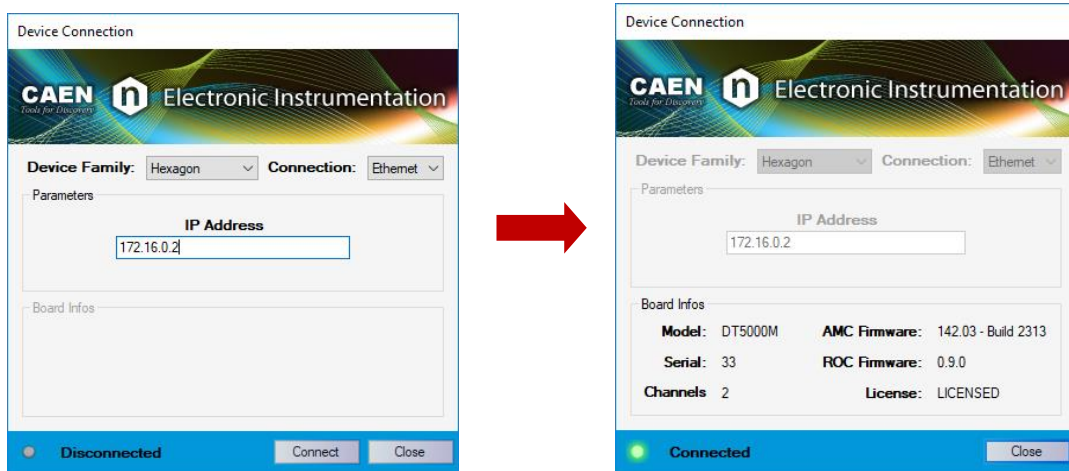 Device Connection
CAEN
Tools for Discovery
n
Electronic Instrumentation
Device Family: Hexagon Connection: Ethernet
Parameters
IP Address
172.16.0.2
Board Infos
Disconnected Connect Close
Device Connection
CAEN
Tools for Discovery
n
Electronic Instrumentation
Device Family: Hexagon Connection: Ethernet
Parameters
IP Address
172.16.0.2
Board Infos
Model: DT5000M AMC Firmware: 142.03 - Build 2313
Serial: 33 ROC Firmware: 0.9.0
Channels 2 License: LICENSED
Connected Close